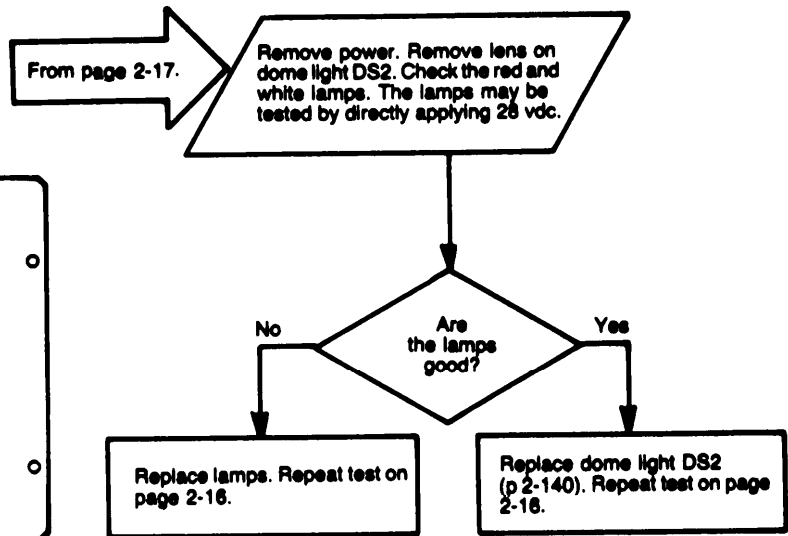 From page 2-17.
Remove power. Remove lens on
dome light DS2. Check the red and
white lamps. The lamps may be
tested by directly applying 28 vdc.
Are
the lamps
good?
No
Yes
Replace lamps. Repeat test on
page 2-16.
Replace dome light DS2
(p 2-140). Repeat test on page
2-16.